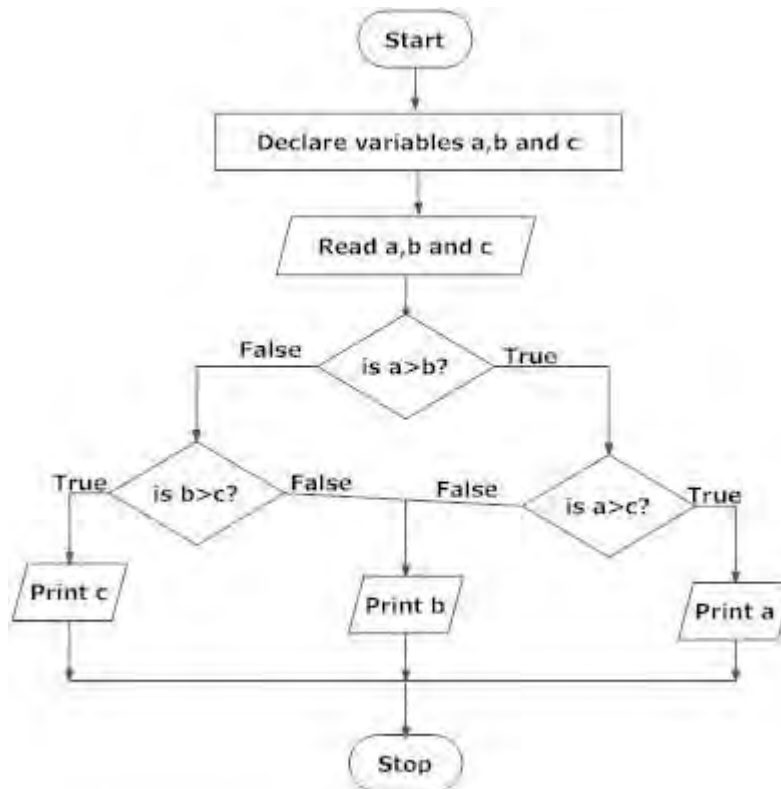 Start
Declare variables a,b and c
Read a,b and c
False
True
is a>b?
True
is b>c?
False
False
is a>c?
True
Print c
Print b
Print a
Stop